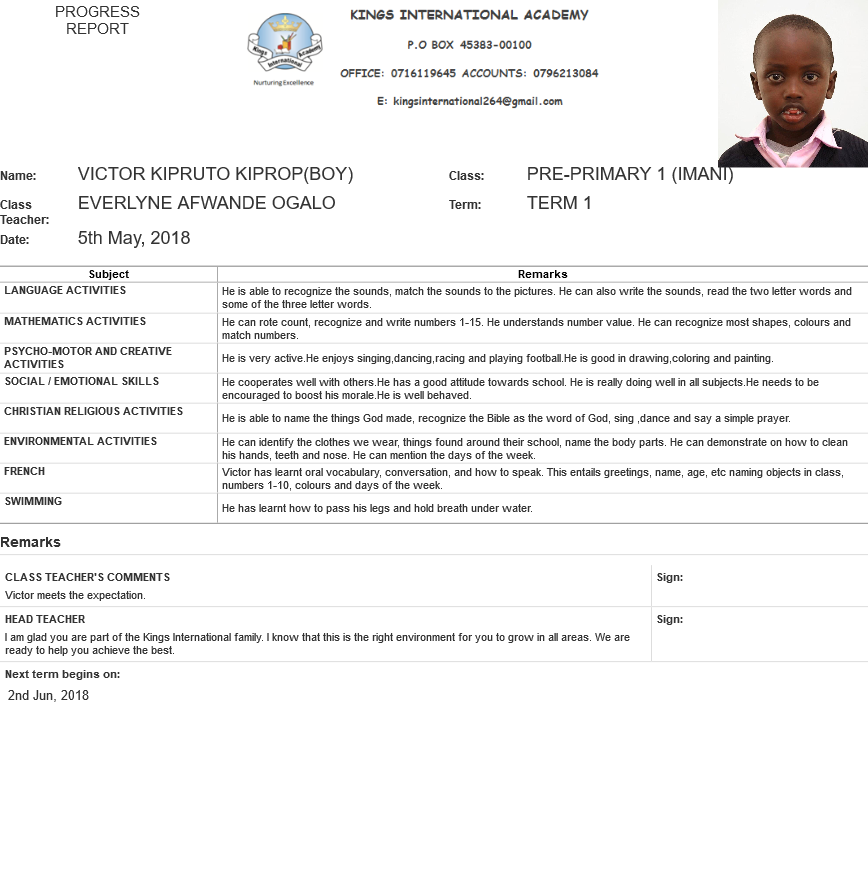 PROGRESS
REPORT
Kings International Academy
Nurturing Excellence
KINGS INTERNATIONAL ACADEMY
P.O BOX 45383-00100
OFFICE: 0716119645 ACCOUNTS: 0796213084
E: kingsinternational264@gmail.com
Name: VICTOR KIPRUTO KIPROP(BOY) Class: PRE-PRIMARY 1 (IMANI)
Class Teacher: EVERLYNE AFWANDE OGALO Term: TERM 1
Date: 5th May, 2018
Subject Remarks
LANGUAGE ACTIVITIES
He is able to recognize the sounds, match the sounds to the pictures. He can also write the sounds, read the two letter words and
some of the three letter words.
MATHEMATICS ACTIVITIES
He can rote count, recognize and write numbers 1-15. He understands number value. He can recognize most shapes, colours and
match numbers.
PSYCHO-MOTOR AND CREATIVE
ACTIVITIES
He is very active.He enjoys singing,dancing,racing and playing football.He is good in drawing,coloring and painting.
SOCIAL / EMOTIONAL SKILLS
He cooperates well with others.He has a good attitude towards school. He is really doing well in all subjects.He needs to be
encouraged to boost his morale.He is well behaved.
CHRISTIAN RELIGIOUS ACTIVITIES
He is able to name the things God made, recognize the Bible as the word of God, sing ,dance and say a simple prayer.
ENVIRONMENTAL ACTIVITIES
He can identify the clothes we wear, things found around their school, name the body parts. He can demonstrate on how to clean
his hands, teeth and nose. He can mention the days of the week.
FRENCH
Victor has learnt oral vocabulary, conversation, and how to speak. This entails greetings, name, age, etc naming objects in class,
numbers 1-10, colours and days of the week.
SWIMMING
He has learnt how to pass his legs and hold breath under water.
Remarks
CLASS TEACHER'S COMMENTS Sign:
Victor meets the expectation.
HEAD TEACHER Sign:
I am glad you are part of the Kings International family. I know that this is the right environment for you to grow in all areas. We are
ready to help you achieve the best.
Next term begins on:
2nd Jun, 2018